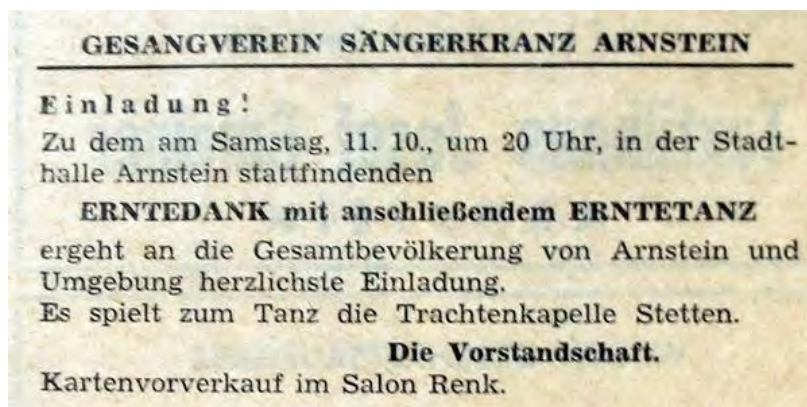 GESANGVEREIN SÄNGERKRANZ ARNSTEIN
Einladung!
Zu dem am Samstag, 11. 10., um 20 Uhr, in der Stadt-
halle Arnstein stattfindenden
ERNTEDANK mit anschließendem ERNTETANZ
ergeht an die Gesamtbevölkerung von Arnstein und
Umgebung herzlichste Einladung.
Es spielt zum Tanz die Trachtenkapelle Stetten.
Die Vorstandschaft.
Kartenvorverkauf im Salon Renk.